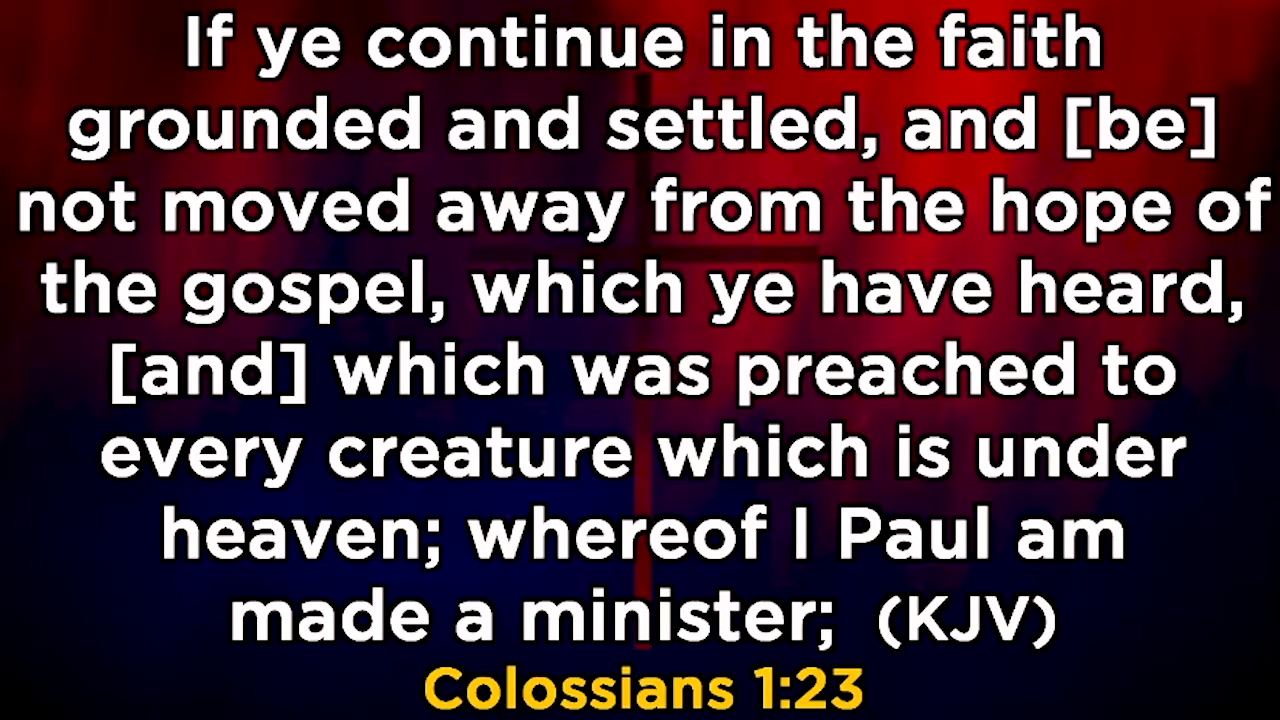 If ye continue in the faith
grounded and settled, and [be]
not moved away from the hope of
the gospel, which ye have heard,
[and] which was preached to
every creature which is under
heaven; whereof I Paul am
made a minister; (KJV)
Colossians 1:23